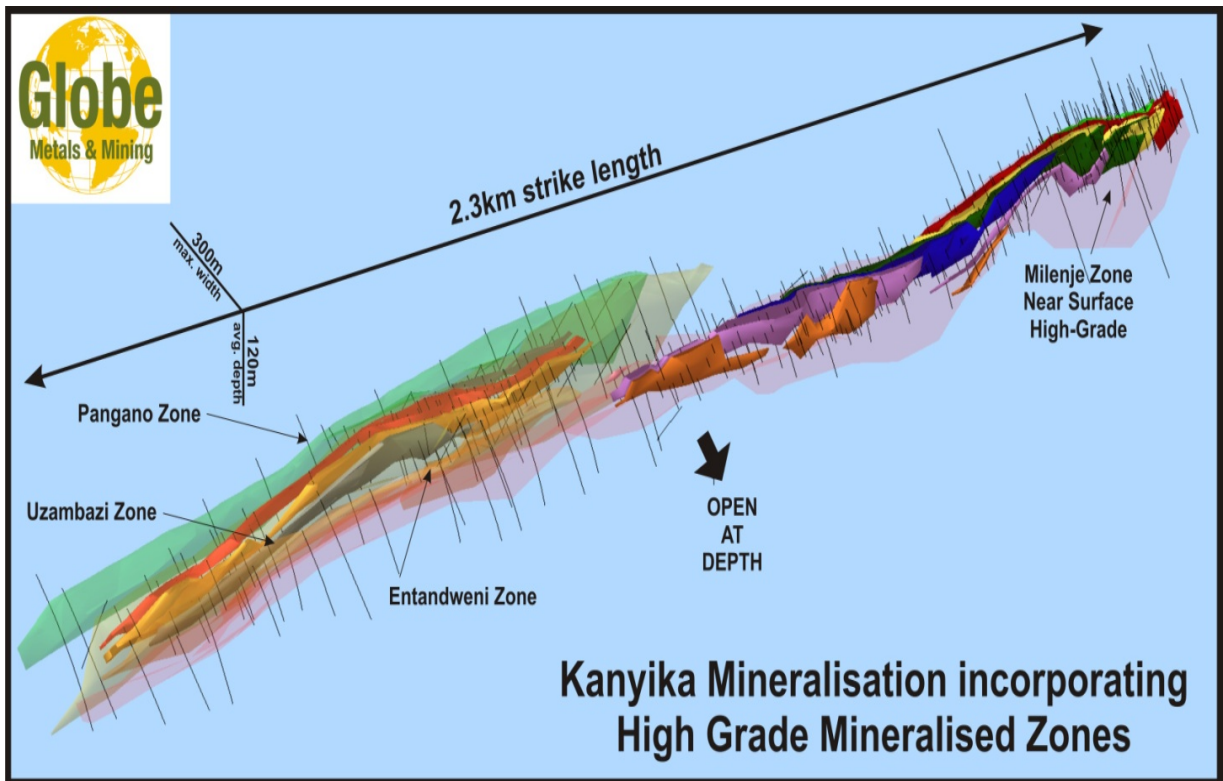 Globe
Metals & Mining
2.3km strike length
300m
max. width
120m
avg. depth
Pangano Zone
Uzambazi Zone
Entandweni Zone
OPEN
AT
DEPTH
Milenje Zone
Near Surface
High-Grade
Kanyika Mineralisation incorporating
High Grade Mineralised Zones